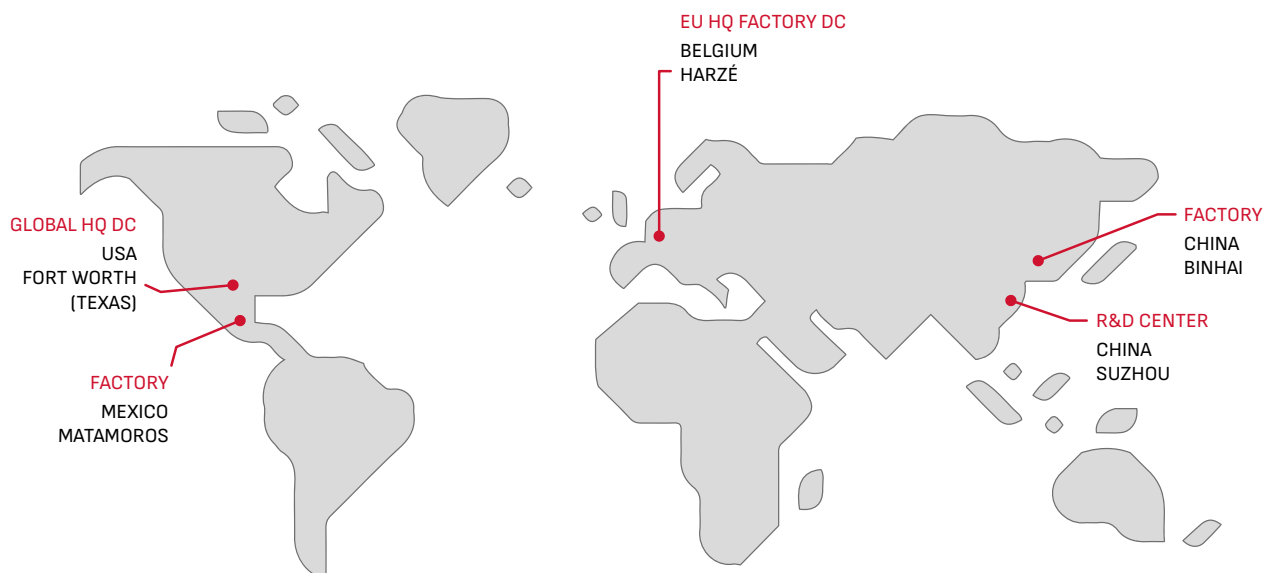 EU HQ FACTORY DC
BELGIUM
HARZÉ
GLOBAL HQ DC
USA
FORT WORTH
(TEXAS)
FACTORY
MEXICO
MATAMOROS
FACTORY
CHINA
BINHAI
R&D CENTER
CHINA
SUZHOU